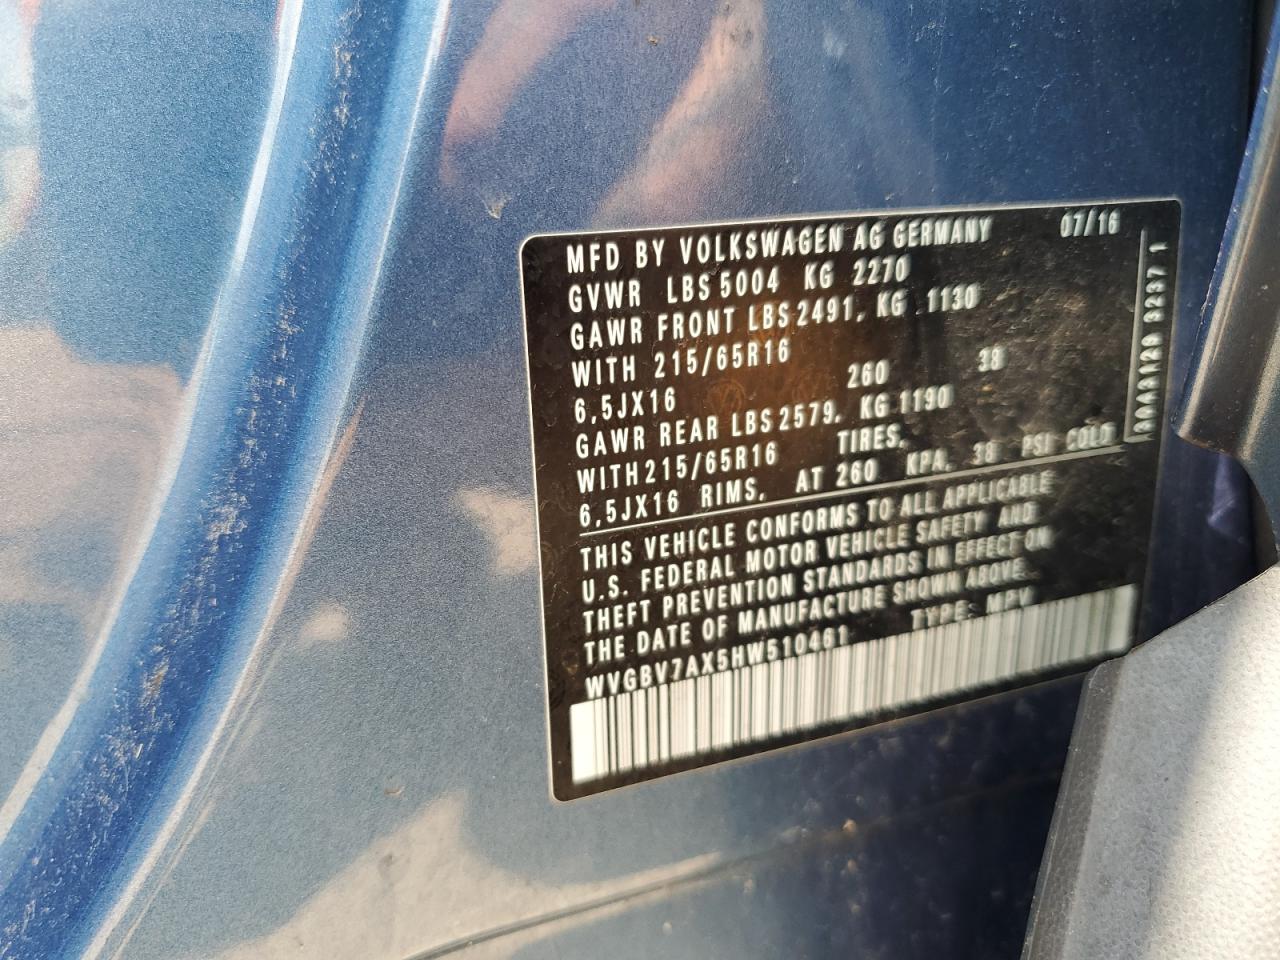 MFD BY VOLKSWAGEN AG GERMANY 07/16
GVWR LBS 5004 KG 2270
GAWR FRONT LBS 2491, KG 1130
WITH 215/65R16
6,5JX16 260 38
GAWR REAR LBS 2579, KG 1190
WITH 215/65R16 TIRES,
6,5JX16 RIMS, AT 260 KPA, 38 PSI COLD
THIS VEHICLE CONFORMS TO ALL APPLICABLE
U.S. FEDERAL MOTOR VEHICLE SAFETY AND
THEFT PREVENTION STANDARDS IN EFFECT ON
THE DATE OF MANUFACTURE SHOWN ABOVE.
WVGBV7AX5HW510461 TYPE: MPV